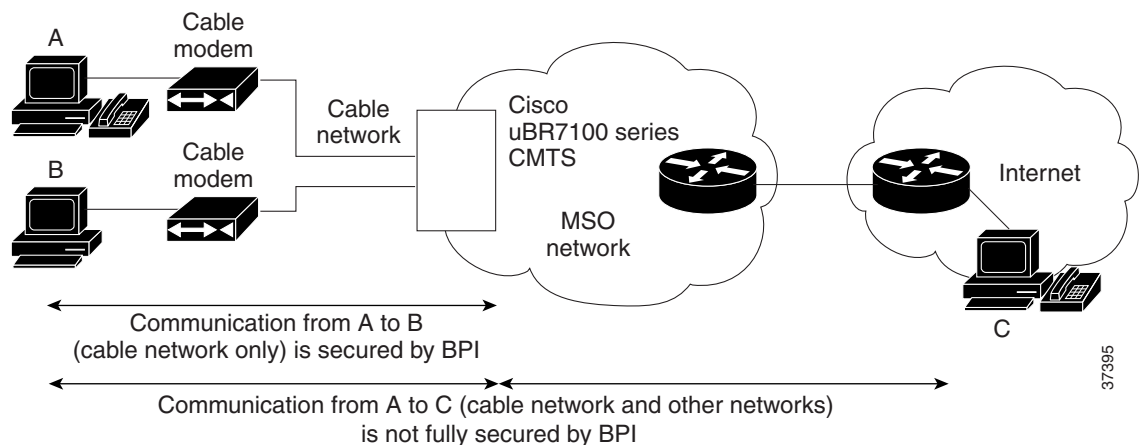 A
Cable
modem
Cable
network
B
Cable
modem
Cisco
uBR7100 series
CMTS
MSO
network
Internet
C
Communication from A to B
(cable network only) is secured by BPI
Communication from A to C (cable network and other networks)
is not fully secured by BPI
37395